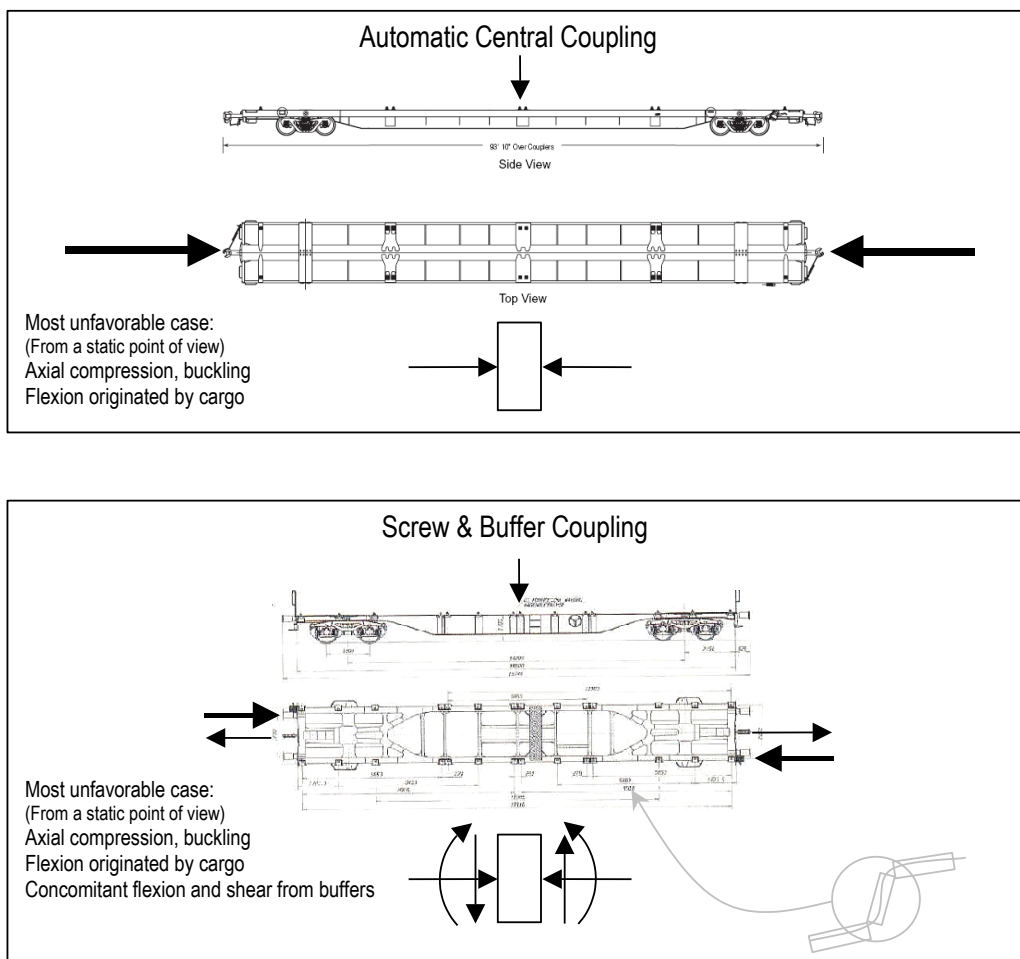 Automatic Central Coupling
93' 10" Over Couplers
Side View
Top View
Most unfavorable case:
(From a static point of view)
Axial compression, buckling
Flexion originated by cargo
Screw & Buffer Coupling
Most unfavorable case:
(From a static point of view)
Axial compression, buckling
Flexion originated by cargo
Concomitant flexion and shear from buffers